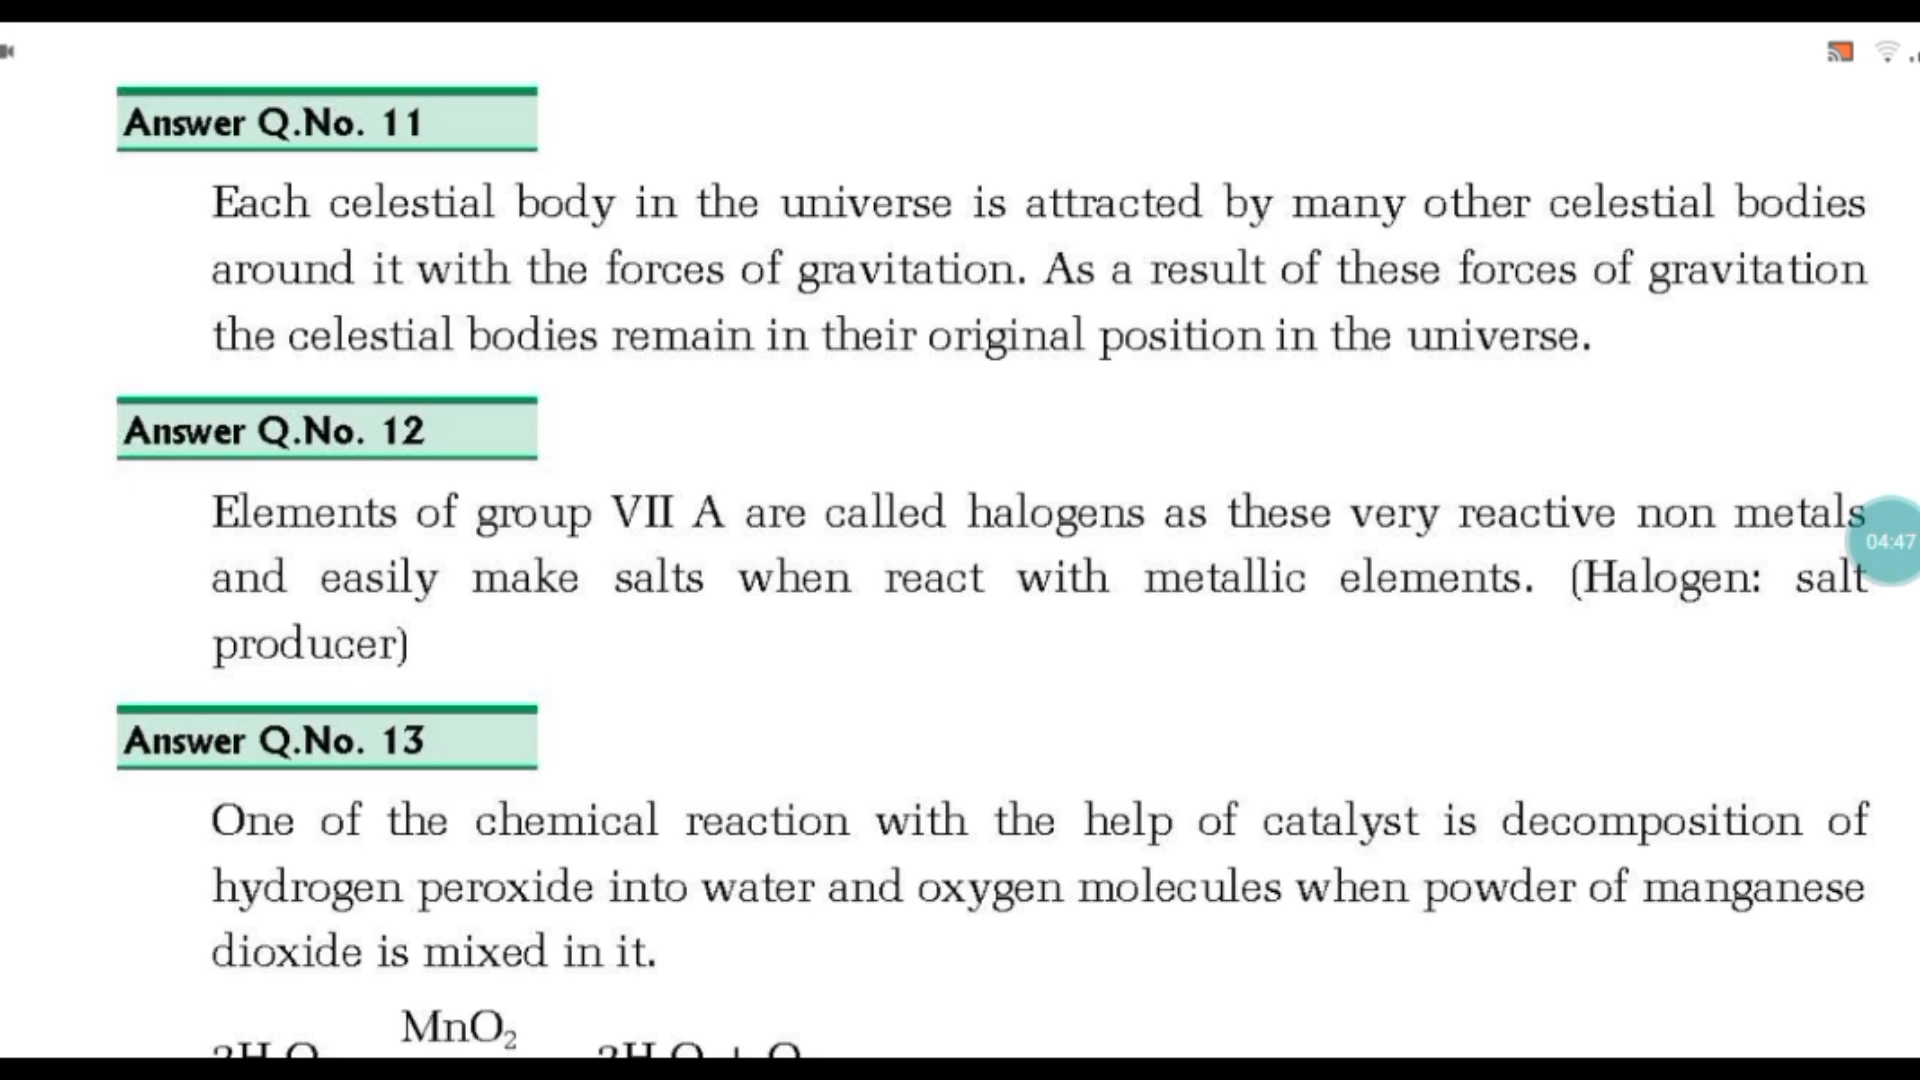 Answer Q.No. 11
Each celestial body in the universe is attracted by many other celestial bodies
around it with the forces of gravitation. As a result of these forces of gravitation
the celestial bodies remain in their original position in the universe.
Answer Q.No. 12
Elements of group VII A are called halogens as these very reactive non metals
and easily make salts when react with metallic elements. (Halogen: salt
producer)
04:47
Answer Q.No. 13
One of the chemical reaction with the help of catalyst is decomposition of
hydrogen peroxide into water and oxygen molecules when powder of manganese
dioxide is mixed in it.
MnO₂